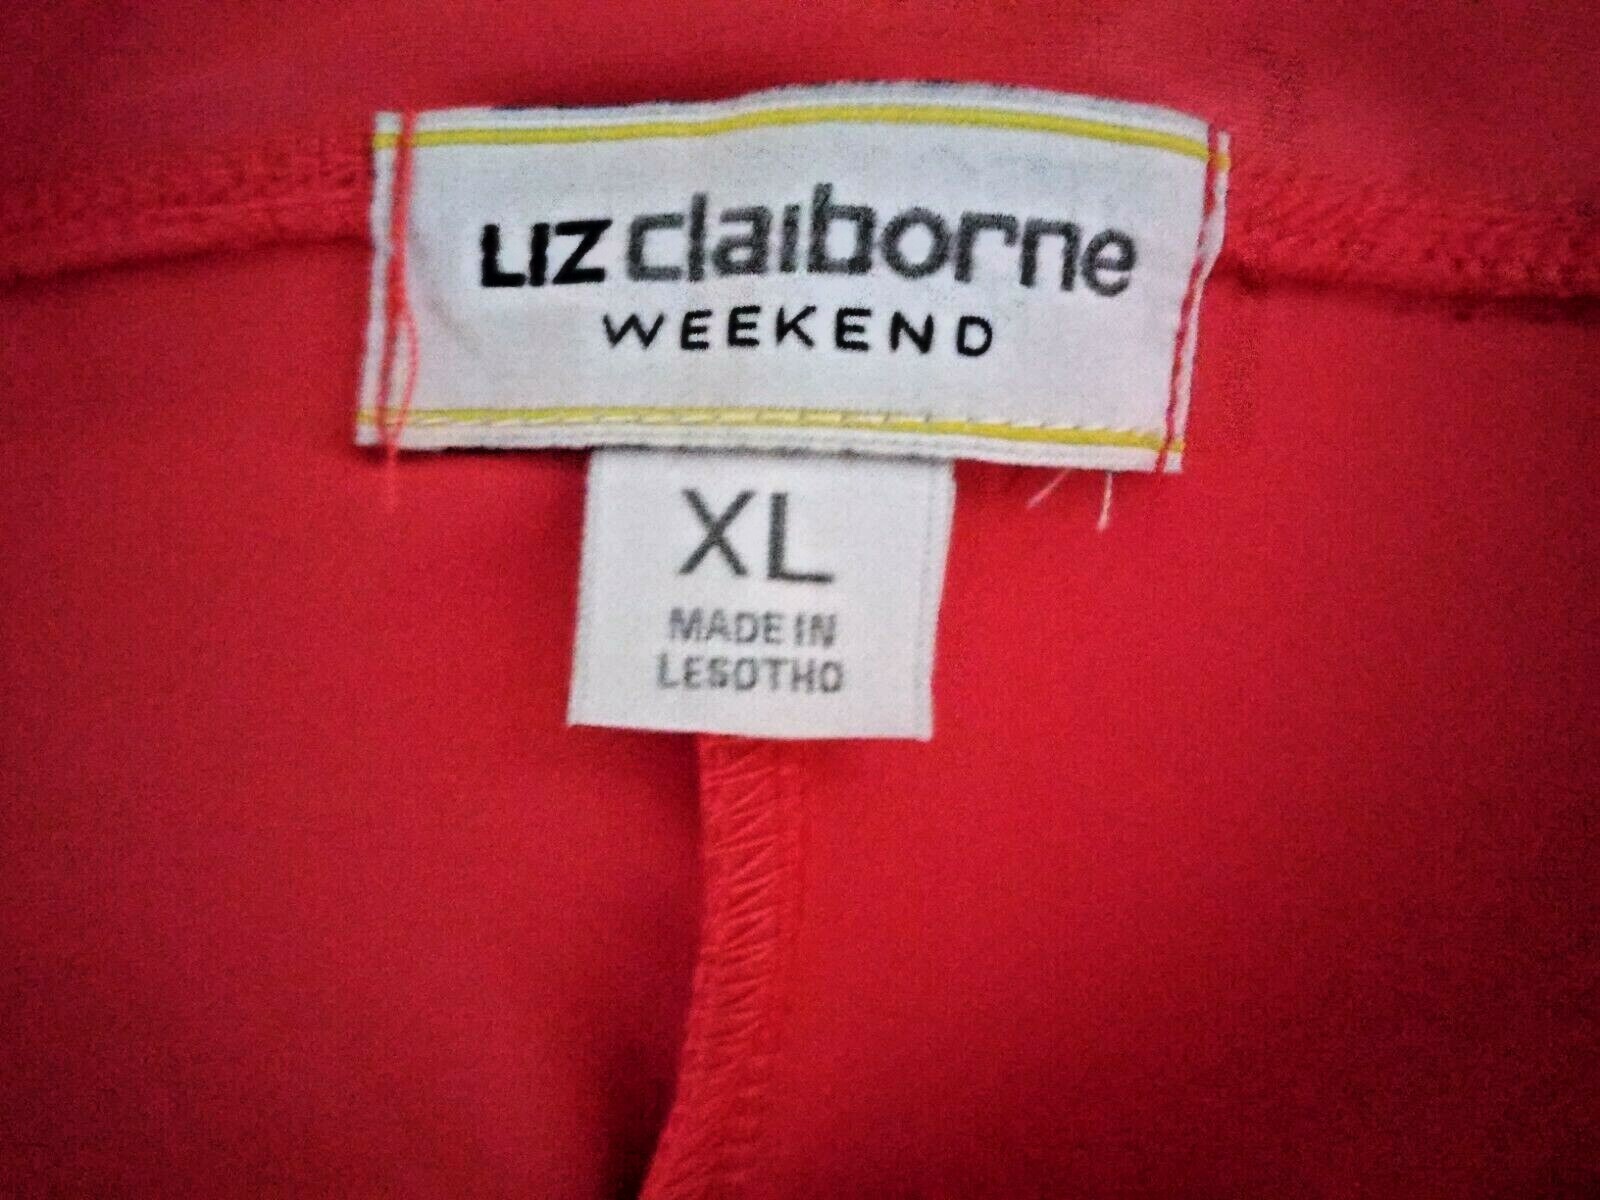 LIZ claiborne
WEEKEND
XL
MADE IN
LESOTHO